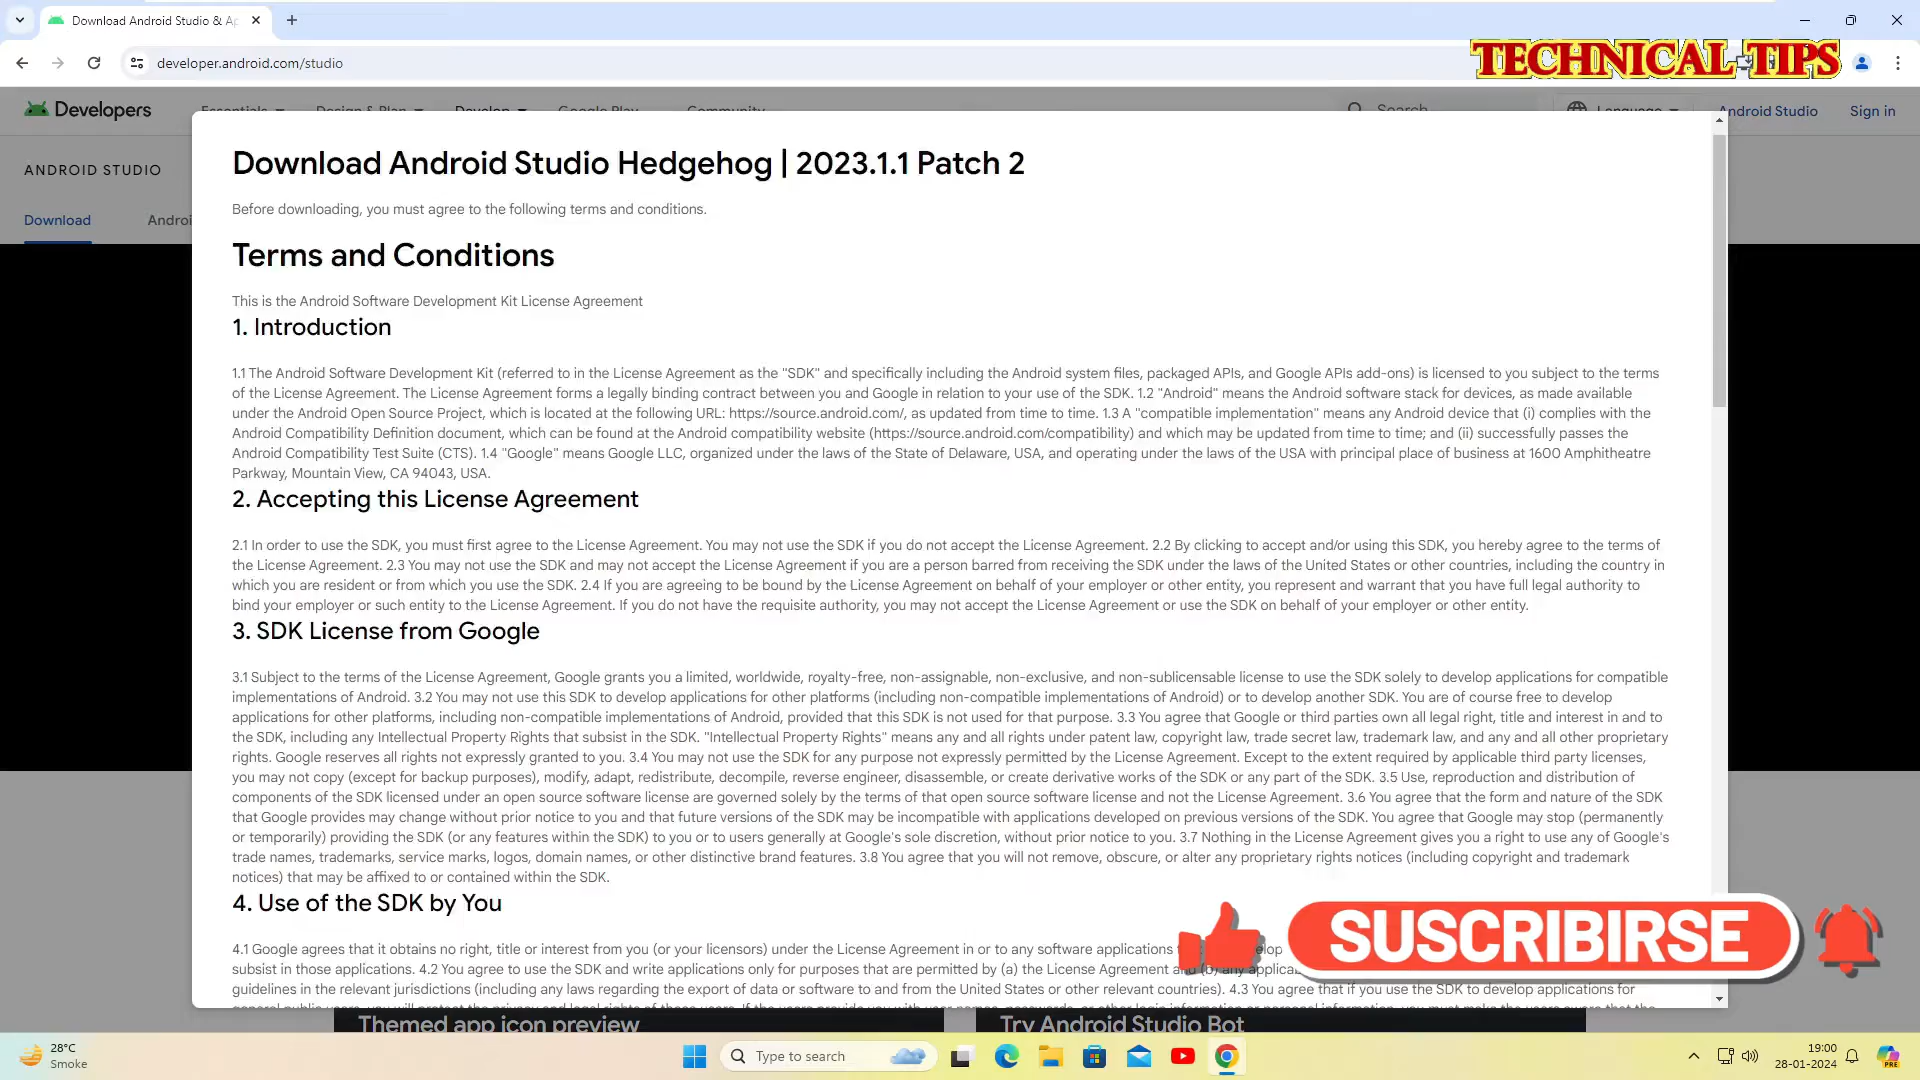 Download Android Studio & Ap
developer.android.com/studio
TECHNICAL TIPS
Developers
Essentials
Design & Plan
Develop
Google Play
Community
Search
Language
Android Studio
Sign in
ANDROID STUDIO
Download
Androi
Download Android Studio Hedgehog | 2023.1.1 Patch 2
Before downloading, you must agree to the following terms and conditions.
Terms and Conditions
This is the Android Software Development Kit License Agreement
1. Introduction
1.1 The Android Software Development Kit (referred to in the License Agreement as the "SDK" and specifically including the Android system files, packaged APIs, and Google APIs add-ons) is licensed to you subject to the terms
of the License Agreement. The License Agreement forms a legally binding contract between you and Google in relation to your use of the SDK. 1.2 "Android" means the Android software stack for devices, as made available
under the Android Open Source Project, which is located at the following URL: https://source.android.com/, as updated from time to time. 1.3 A "compatible implementation" means any Android device that (i) complies with the
Android Compatibility Definition document, which can be found at the Android compatibility website (https://source.android.com/compatibility) and which may be updated from time to time; and (ii) successfully passes the
Android Compatibility Test Suite (CTS). 1.4 "Google" means Google LLC, organized under the laws of the State of Delaware, USA, and operating under the laws of the USA with principal place of business at 1600 Amphitheatre
Parkway, Mountain View, CA 94043, USA.
2. Accepting this License Agreement
2.1 In order to use the SDK, you must first agree to the License Agreement. You may not use the SDK if you do not accept the License Agreement. 2.2 By clicking to accept and/or using this SDK, you hereby agree to the terms of
the License Agreement. 2.3 You may not use the SDK and may not accept the License Agreement if you are a person barred from receiving the SDK under the laws of the United States or other countries, including the country in
which you are resident or from which you use the SDK. 2.4 If you are agreeing to be bound by the License Agreement on behalf of your employer or other entity, you represent and warrant that you have full legal authority to
bind your employer or such entity to the License Agreement. If you do not have the requisite authority, you may not accept the License Agreement or use the SDK on behalf of your employer or other entity.
3. SDK License from Google
3.1 Subject to the terms of the License Agreement, Google grants you a limited, worldwide, royalty-free, non-assignable, non-exclusive, and non-sublicensable license to use the SDK solely to develop applications for compatible
implementations of Android. 3.2 You may not use this SDK to develop applications for other platforms (including non-compatible implementations of Android) or to develop another SDK. You are of course free to develop
applications for other platforms, including non-compatible implementations of Android, provided that this SDK is not used for that purpose. 3.3 You agree that Google or third parties own all legal right, title and interest in and to
the SDK, including any Intellectual Property Rights that subsist in the SDK. "Intellectual Property Rights" means any and all rights under patent law, copyright law, trade secret law, trademark law, and any and all other proprietary
rights. Google reserves all rights not expressly granted to you. 3.4 You may not use the SDK for any purpose not expressly permitted by the License Agreement. Except to the extent required by applicable third party licenses,
you may not copy (except for backup purposes), modify, adapt, redistribute, decompile, reverse engineer, disassemble, or create derivative works of the SDK or any part of the SDK. 3.5 Use, reproduction and distribution of
components of the SDK licensed under an open source software license are governed solely by the terms of that open source software license and not the License Agreement. 3.6 You agree that the form and nature of the SDK
that Google provides may change without prior notice to you and that future versions of the SDK may be incompatible with applications developed on previous versions of the SDK. You agree that Google may stop (permanently
or temporarily) providing the SDK (or any features within the SDK) to you or to users generally at Google's sole discretion, without prior notice to you. 3.7 Nothing in the License Agreement gives you a right to use any of Google's
trade names, trademarks, service marks, logos, domain names, or other distinctive brand features. 3.8 You agree that you will not remove, obscure, or alter any proprietary rights notices (including copyright and trademark
notices) that may be affixed to or contained within the SDK.
4. Use of the SDK by You
4.1 Google agrees that it obtains no right, title or interest from you (or your licensors) under the License Agreement in or to any software applications
subsist in those applications. 4.2 You agree to use the SDK and write applications only for purposes that are permitted by (a) the License Agreement and (b) any applicab
guidelines in the relevant jurisdictions (including any laws regarding the export of data or software to and from the United States or other relevant countries). 4.3 You agree that if you use the SDK to develop applications for
SUSCRIBIRSE
Themed app icon preview
Try Android Studio Bot
28°C
Smoke
Type to search
19:00
28-01-2024
PRE